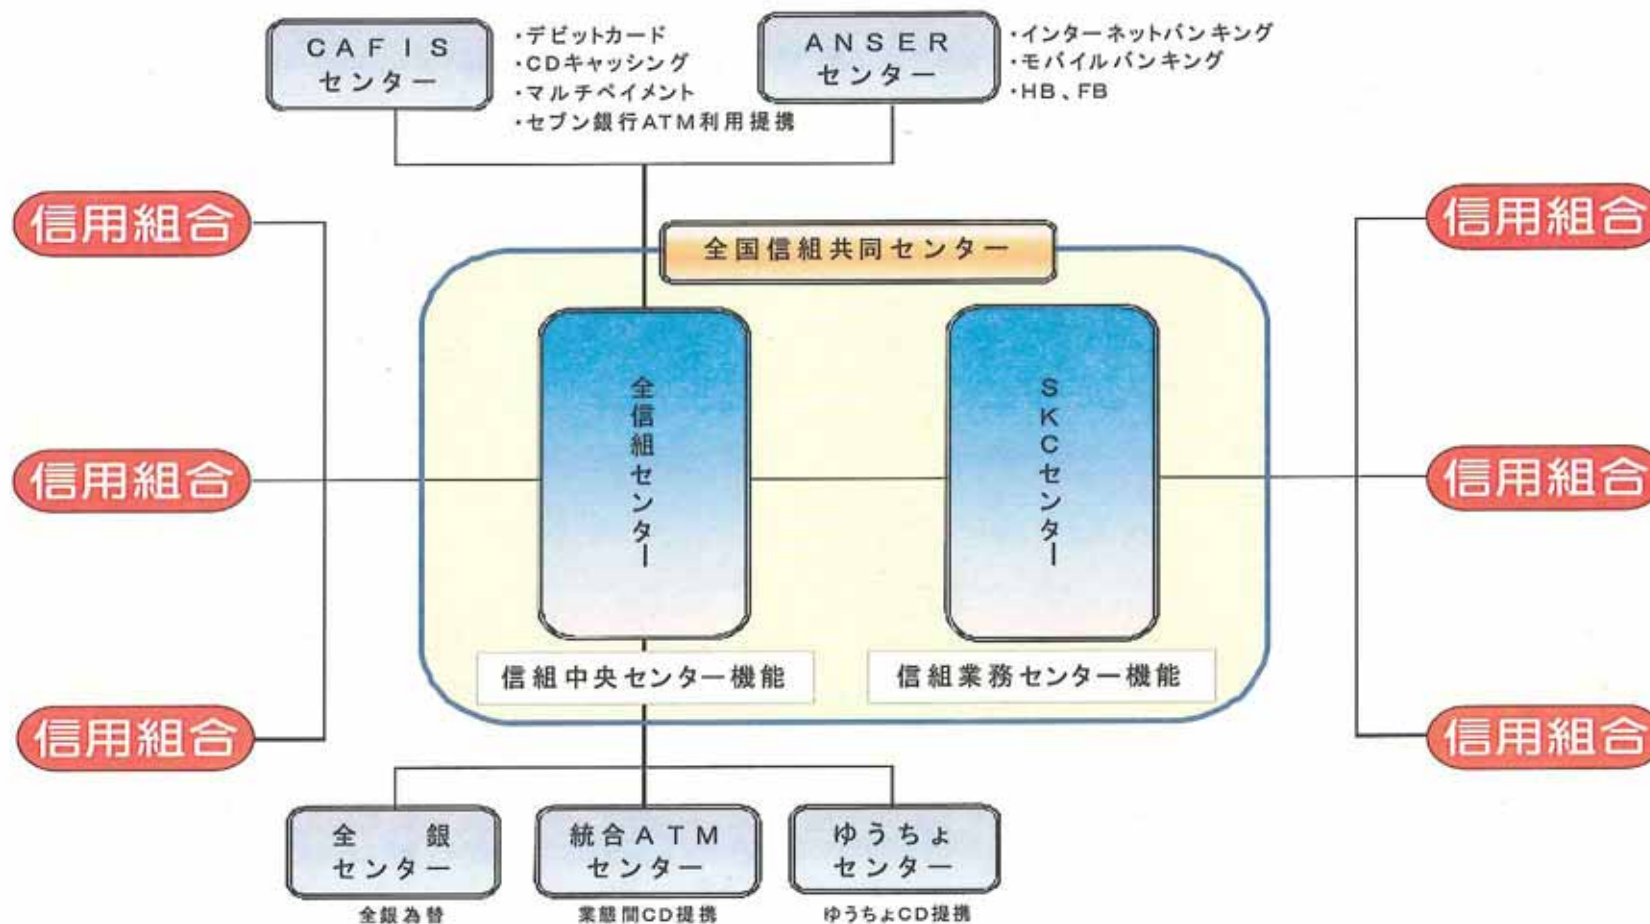 CAFIS
センター
・デビットカード
・CDキャッシング
・マルチペイメント
・セブン銀行ATM利用提携
ANSER
センター
・インターネットバンキング
・モバイルバンキング
・HB、FB
信用組合
信用組合
信用組合
全国信組共同センター
全信組センター
SKCセンター
信組中央センター機能
信組業務センター機能
信用組合
信用組合
信用組合
全 銀
センター
全銀為替
統合ATM
センター
業態間CD提携
ゆうちょ
センター
ゆうちょCD提携